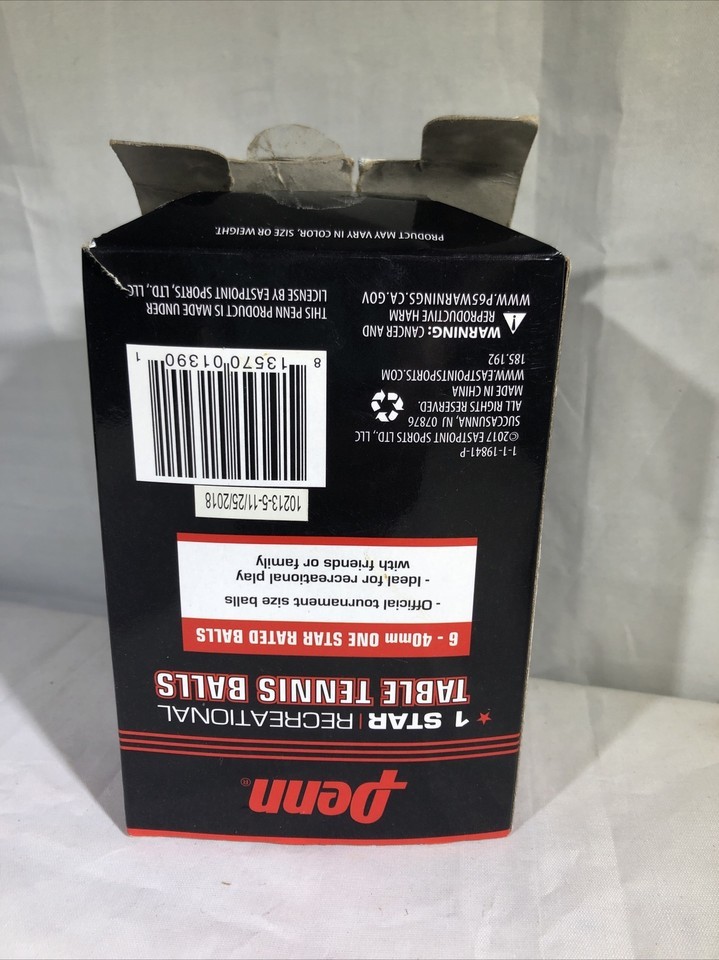 Penn®
★ 1 STAR | RECREATIONAL
TABLE TENNIS BALLS
6 - 40mm ONE STAR RATED BALLS
- Official tournament size balls
- Ideal for recreational play
with friends or family
10213-5-11/25/2018
8 13570 01390 1
1-1-19841-P
©2017 EASTPOINT SPORTS LTD., LLC
SUCCASUNNA, NJ 07876
ALL RIGHTS RESERVED.
MADE IN CHINA
WWW.EASTPOINTSPORTS.COM
185.192
WARNING: CANCER AND
REPRODUCTIVE HARM
WWW.P65WARNINGS.CA.GOV
THIS PENN PRODUCT IS MADE UNDER
LICENSE BY EASTPOINT SPORTS, LTD., LLC
PRODUCT MAY VARY IN COLOR, SIZE OR WEIGHT.